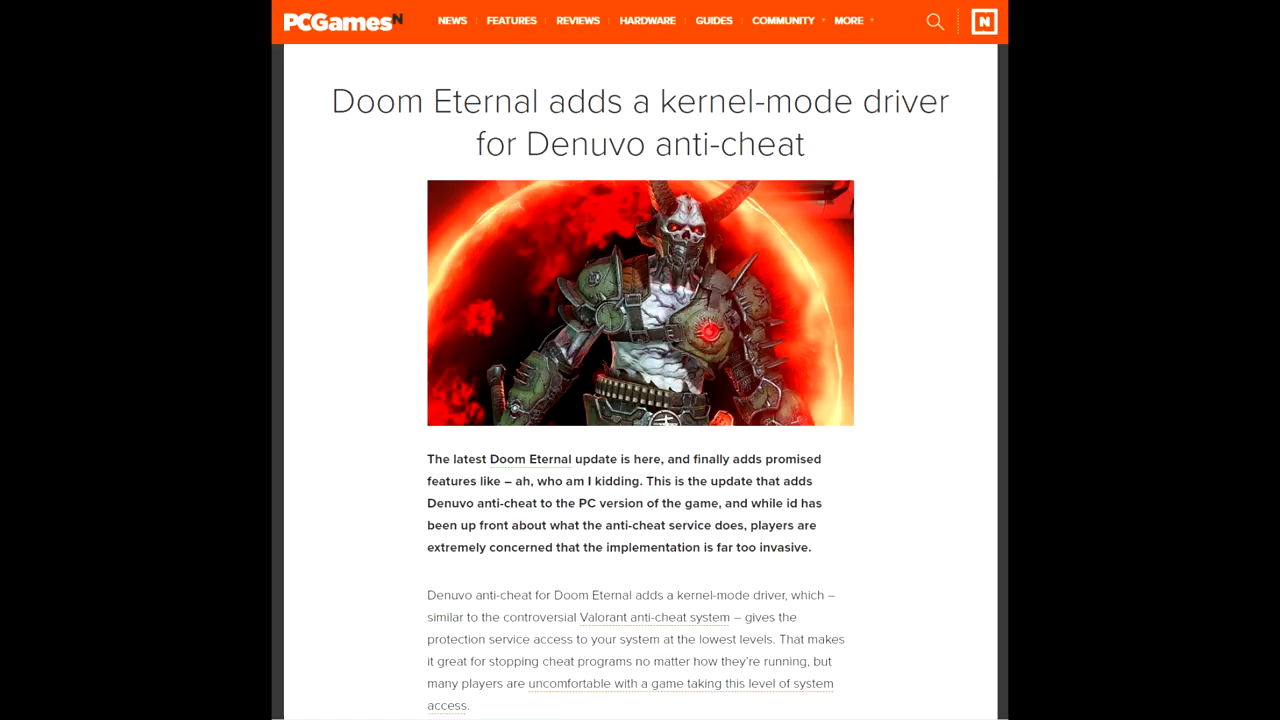 PCGamesN NEWS FEATURES REVIEWS HARDWARE GUIDES COMMUNITY MORE N
Doom Eternal adds a kernel-mode driver
for Denuvo anti-cheat
The latest Doom Eternal update is here, and finally adds promised
features like – ah, who am I kidding. This is the update that adds
Denuvo anti-cheat to the PC version of the game, and while id has
been up front about what the anti-cheat service does, players are
extremely concerned that the implementation is far too invasive.
Denuvo anti-cheat for Doom Eternal adds a kernel-mode driver, which –
similar to the controversial Valorant anti-cheat system – gives the
protection service access to your system at the lowest levels. That makes
it great for stopping cheat programs no matter how they're running, but
many players are uncomfortable with a game taking this level of system
access.